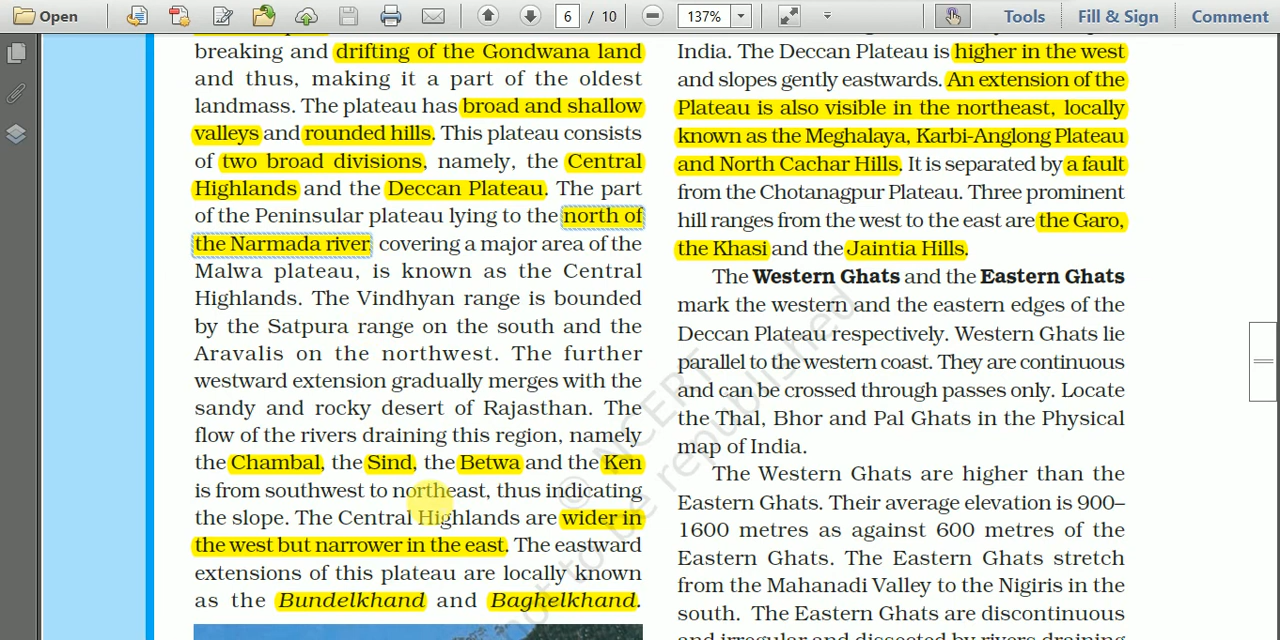 Open
6 / 10
137%
Tools
Fill & Sign
Comment
breaking and drifting of the Gondwana land
and thus, making it a part of the oldest
landmass. The plateau has broad and shallow
valleys and rounded hills. This plateau consists
of two broad divisions, namely, the Central
Highlands and the Deccan Plateau. The part
of the Peninsular plateau lying to the north of
the Narmada river, covering a major area of the
Malwa plateau, is known as the Central
Highlands. The Vindhyan range is bounded
by the Satpura range on the south and the
Aravalis on the northwest. The further
westward extension gradually merges with the
sandy and rocky desert of Rajasthan. The
flow of the rivers draining this region, namely
the Chambal, the Sind, the Betwa and the Ken
is from southwest to northeast, thus indicating
the slope. The Central Highlands are wider in
the west but narrower in the east. The eastward
extensions of this plateau are locally known
as the Bundelkhand and Baghelkhand.
India. The Deccan Plateau is higher in the west
and slopes gently eastwards. An extension of the
Plateau is also visible in the northeast, locally
known as the Meghalaya, Karbi-Anglong Plateau
and North Cachar Hills. It is separated by a fault
from the Chotanagpur Plateau. Three prominent
hill ranges from the west to the east are the Garo,
the Khasi and the Jaintia Hills.
The Western Ghats and the Eastern Ghats
mark the western and the eastern edges of the
Deccan Plateau respectively. Western Ghats lie
parallel to the western coast. They are continuous
and can be crossed through passes only. Locate
the Thal, Bhor and Pal Ghats in the Physical
map of India.
The Western Ghats are higher than the
Eastern Ghats. Their average elevation is 900–
1600 metres as against 600 metres of the
Eastern Ghats. The Eastern Ghats stretch
from the Mahanadi Valley to the Nigiris in the
south. The Eastern Ghats are discontinuous
and irregular and dissected by rivers draining
© NCERT
not to be republished